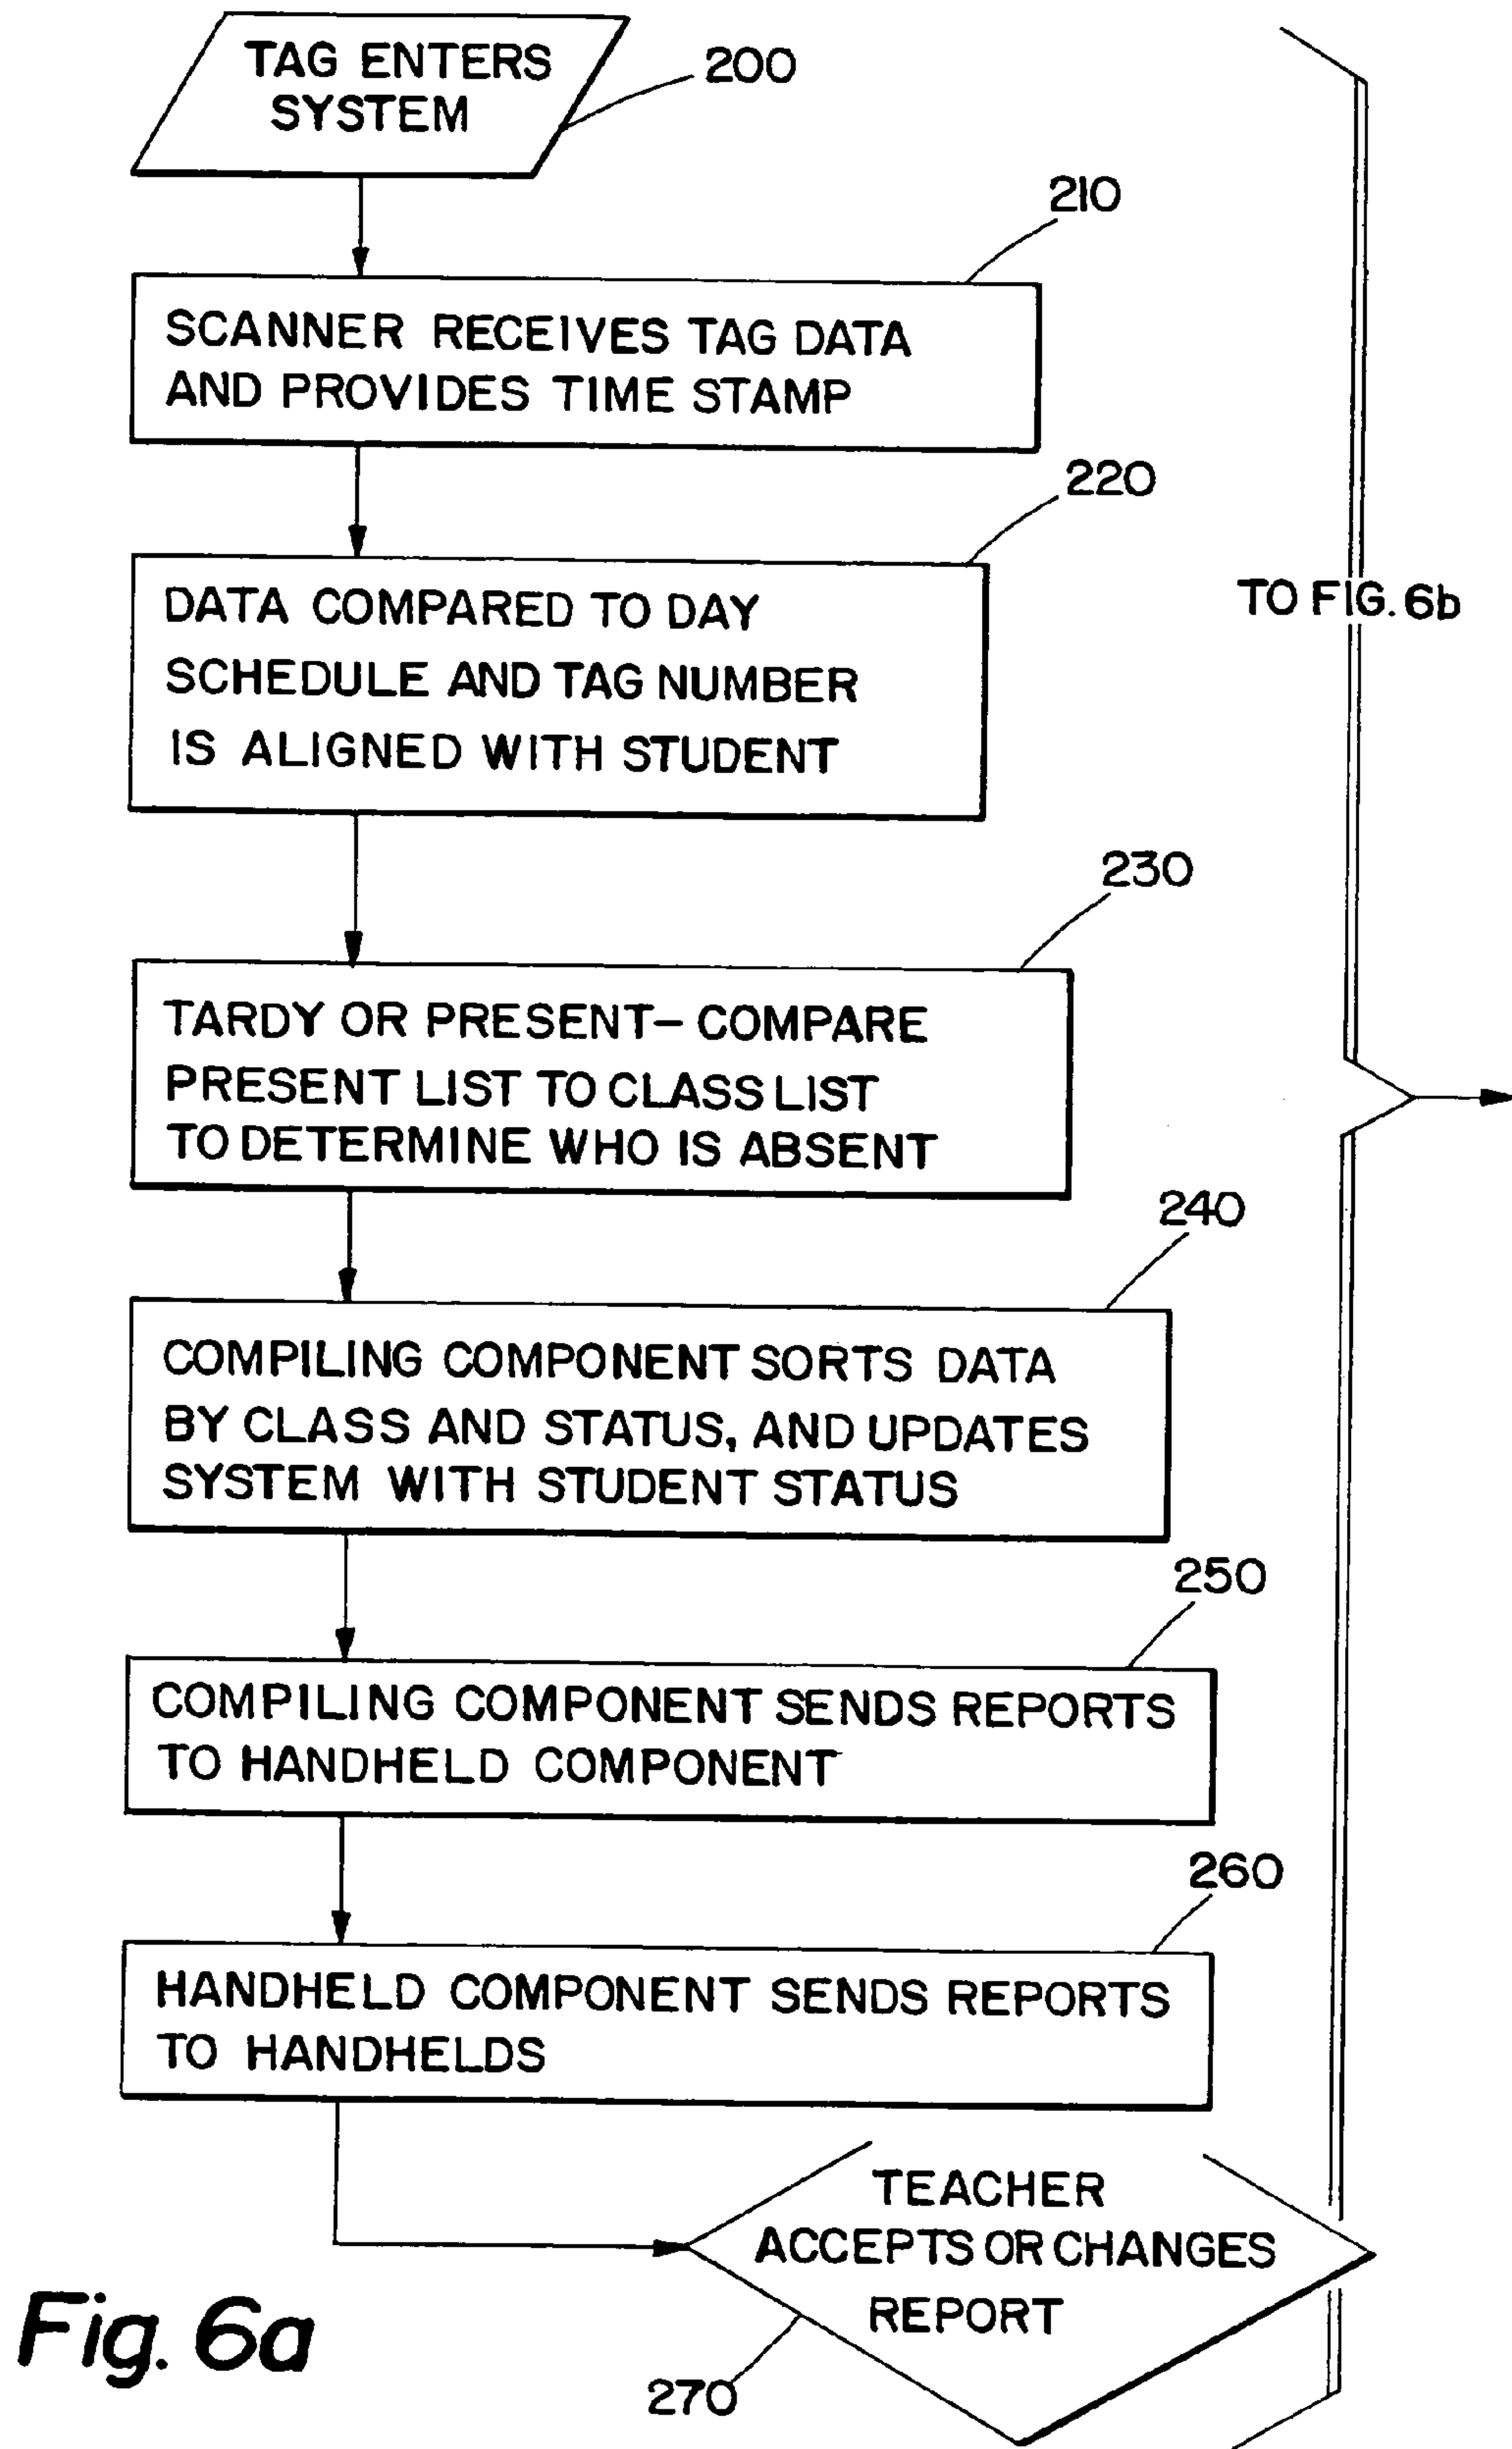 TAG ENTERS
SYSTEM
200
210
SCANNER RECEIVES TAG DATA
AND PROVIDES TIME STAMP
220
DATA COMPARED TO DAY
SCHEDULE AND TAG NUMBER
IS ALIGNED WITH STUDENT
TO FIG. 6b
230
TARDY OR PRESENT– COMPARE
PRESENT LIST TO CLASS LIST
TO DETERMINE WHO IS ABSENT
240
COMPILING COMPONENT SORTS DATA
BY CLASS AND STATUS, AND UPDATES
SYSTEM WITH STUDENT STATUS
250
COMPILING COMPONENT SENDS REPORTS
TO HANDHELD COMPONENT
260
HANDHELD COMPONENT SENDS REPORTS
TO HANDHELDS
TEACHER
ACCEPTS OR CHANGES
REPORT
270
Fig. 6a